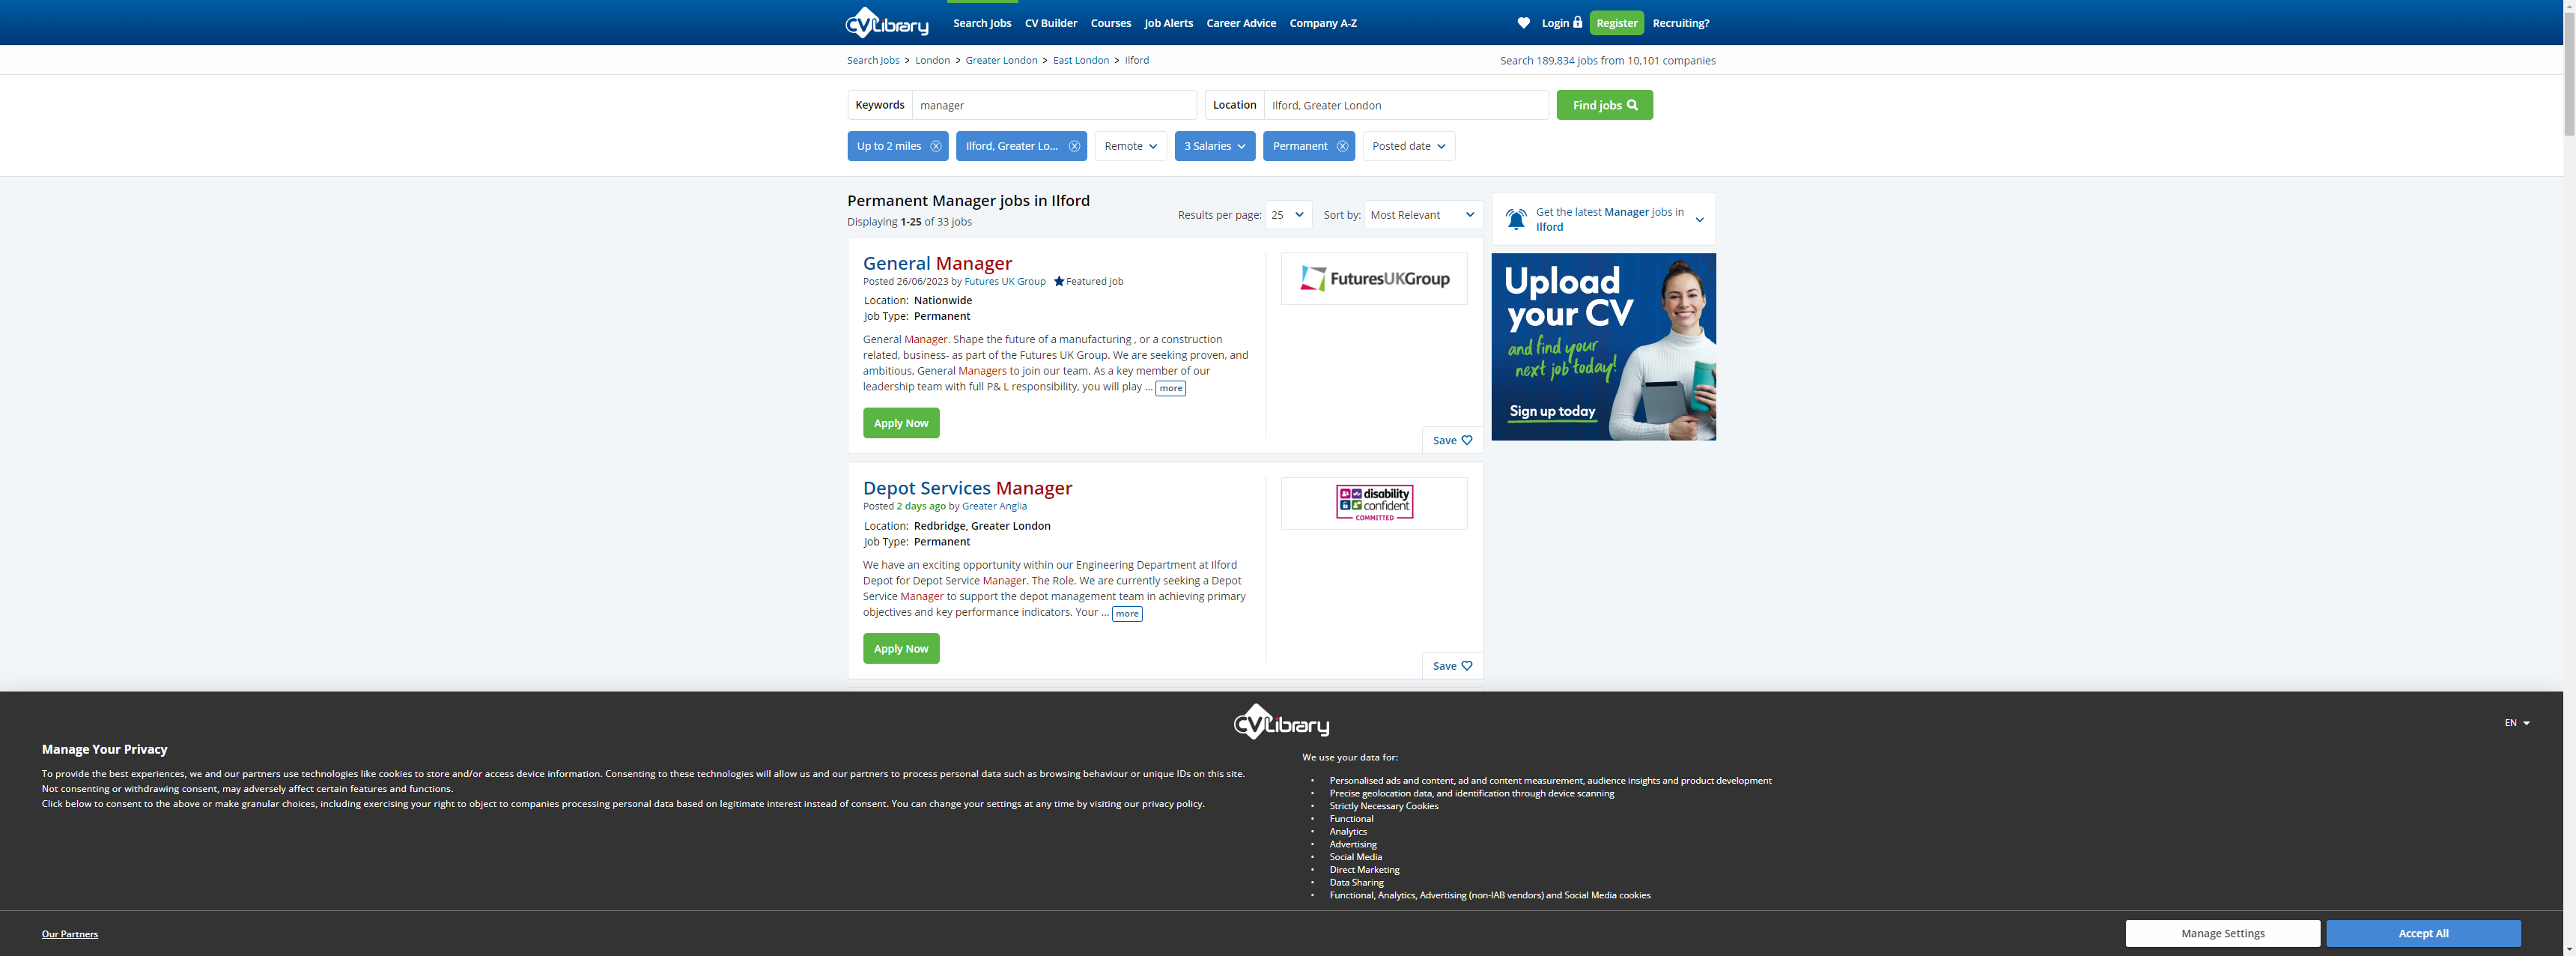 CVLibrary
Search Jobs CV Builder Courses Job Alerts Career Advice Company A-Z
Login Register Recruiting?
Search Jobs > London > Greater London > East London > Ilford
Search 189,834 jobs from 10,101 companies
Keywords manager
Location Ilford, Greater London
Find jobs
Up to 2 miles Ilford, Greater Lo... Remote 3 Salaries Permanent Posted date
Permanent Manager jobs in Ilford
Displaying 1-25 of 33 jobs
Results per page: 25 Sort by: Most Relevant
General Manager
Posted 26/06/2023 by Futures UK Group Featured job
Location: Nationwide
Job Type: Permanent
General Manager. Shape the future of a manufacturing , or a construction
related, business- as part of the Futures UK Group. We are seeking proven, and
ambitious, General Managers to join our team. As a key member of our
leadership team with full P& L responsibility, you will play ... more
Apply Now
FuturesUKGroup
Save
Depot Services Manager
Posted 2 days ago by Greater Anglia
Location: Redbridge, Greater London
Job Type: Permanent
We have an exciting opportunity within our Engineering Department at Ilford
Depot for Depot Service Manager. The Role. We are currently seeking a Depot
Service Manager to support the depot management team in achieving primary
objectives and key performance indicators. Your ... more
Apply Now
disability
confident
COMMITTED
Save
Get the latest Manager jobs in
Ilford
Upload
your CV
and find your
next job today!
Sign up today
CVLibrary
EN
Manage Your Privacy
To provide the best experiences, we and our partners use technologies like cookies to store and/or access device information. Consenting to these technologies will allow us and our partners to process personal data such as browsing behaviour or unique IDs on this site.
Not consenting or withdrawing consent, may adversely affect certain features and functions.
Click below to consent to the above or make granular choices, including exercising your right to object to companies processing personal data based on legitimate interest instead of consent. You can change your settings at any time by visiting our privacy policy.
We use your data for:
• Personalised ads and content, ad and content measurement, audience insights and product development
• Precise geolocation data, and identification through device scanning
• Strictly Necessary Cookies
• Functional
• Analytics
• Advertising
• Social Media
• Direct Marketing
• Data Sharing
• Functional, Analytics, Advertising (non-IAB vendors) and Social Media cookies
Our Partners
Manage Settings
Accept All